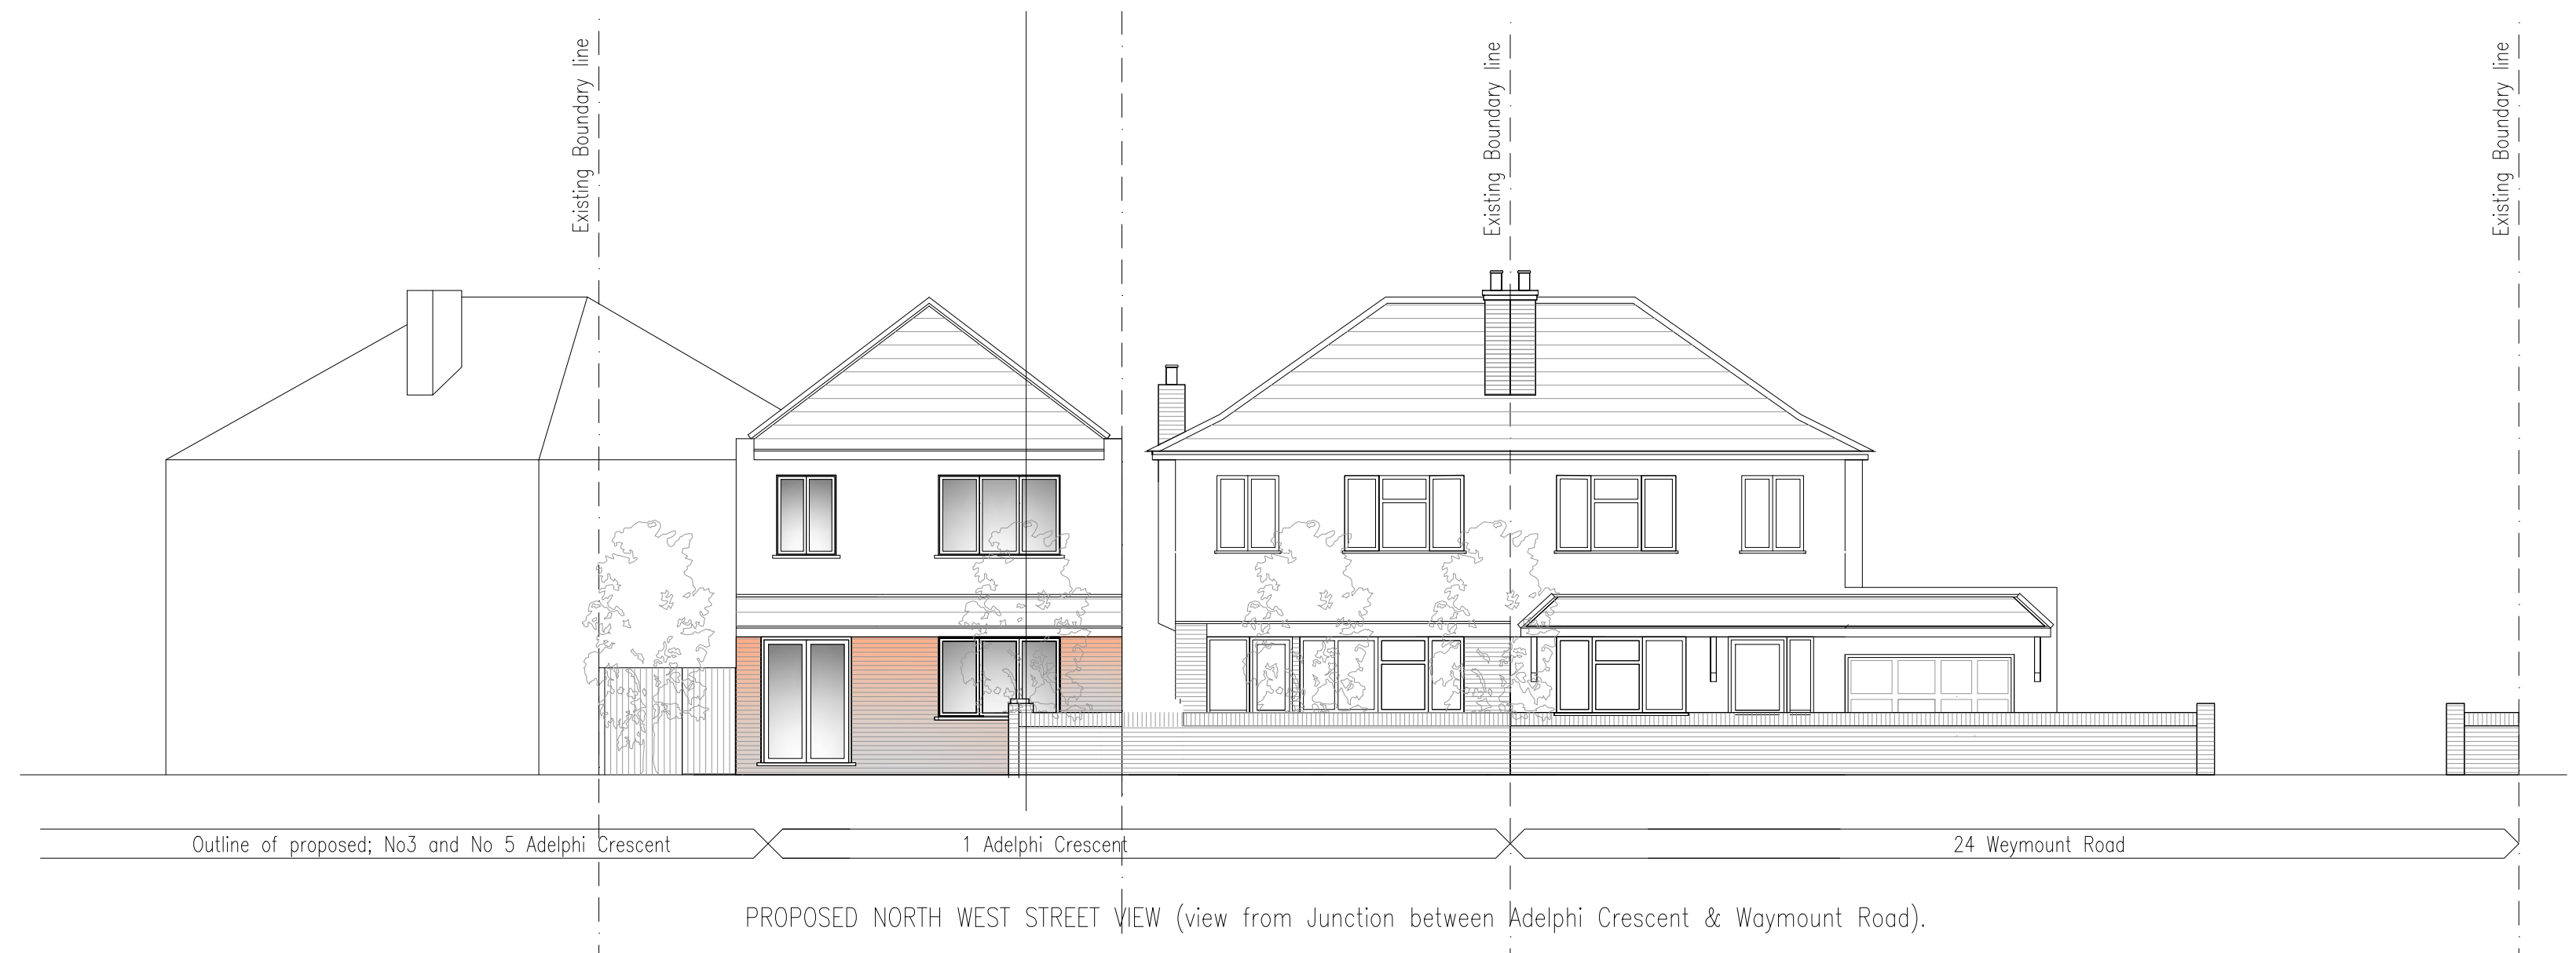 Existing Boundary line
Existing Boundary line
Existing Boundary line
Outline of proposed; No3 and No 5 Adelphi Crescent
1 Adelphi Crescent
24 Weymount Road
PROPOSED NORTH WEST STREET VIEW (view from Junction between Adelphi Crescent & Waymount Road).